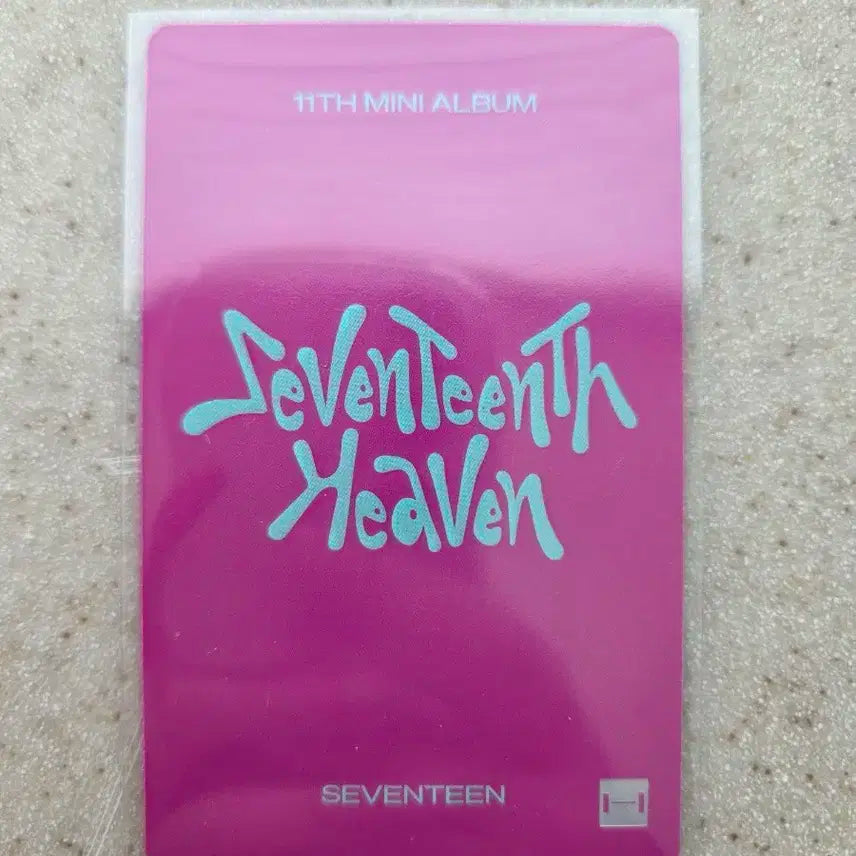 11TH MINI ALBUM
SEVENTEENTH
HEAVEN
SEVENTEEN